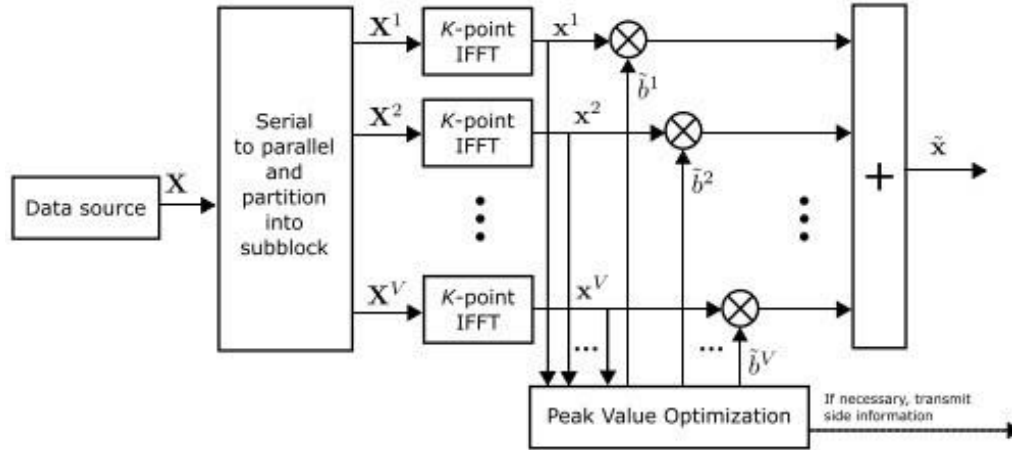 Data source
X
Serial
to parallel
and
partition
into
subblock
X¹
K-point
IFFT
x¹
b̃¹
X²
K-point
IFFT
x²
b̃²
X^V
K-point
IFFT
x^V
...
...
b̃^V
+
x̃
Peak Value Optimization
If necessary, transmit
side information